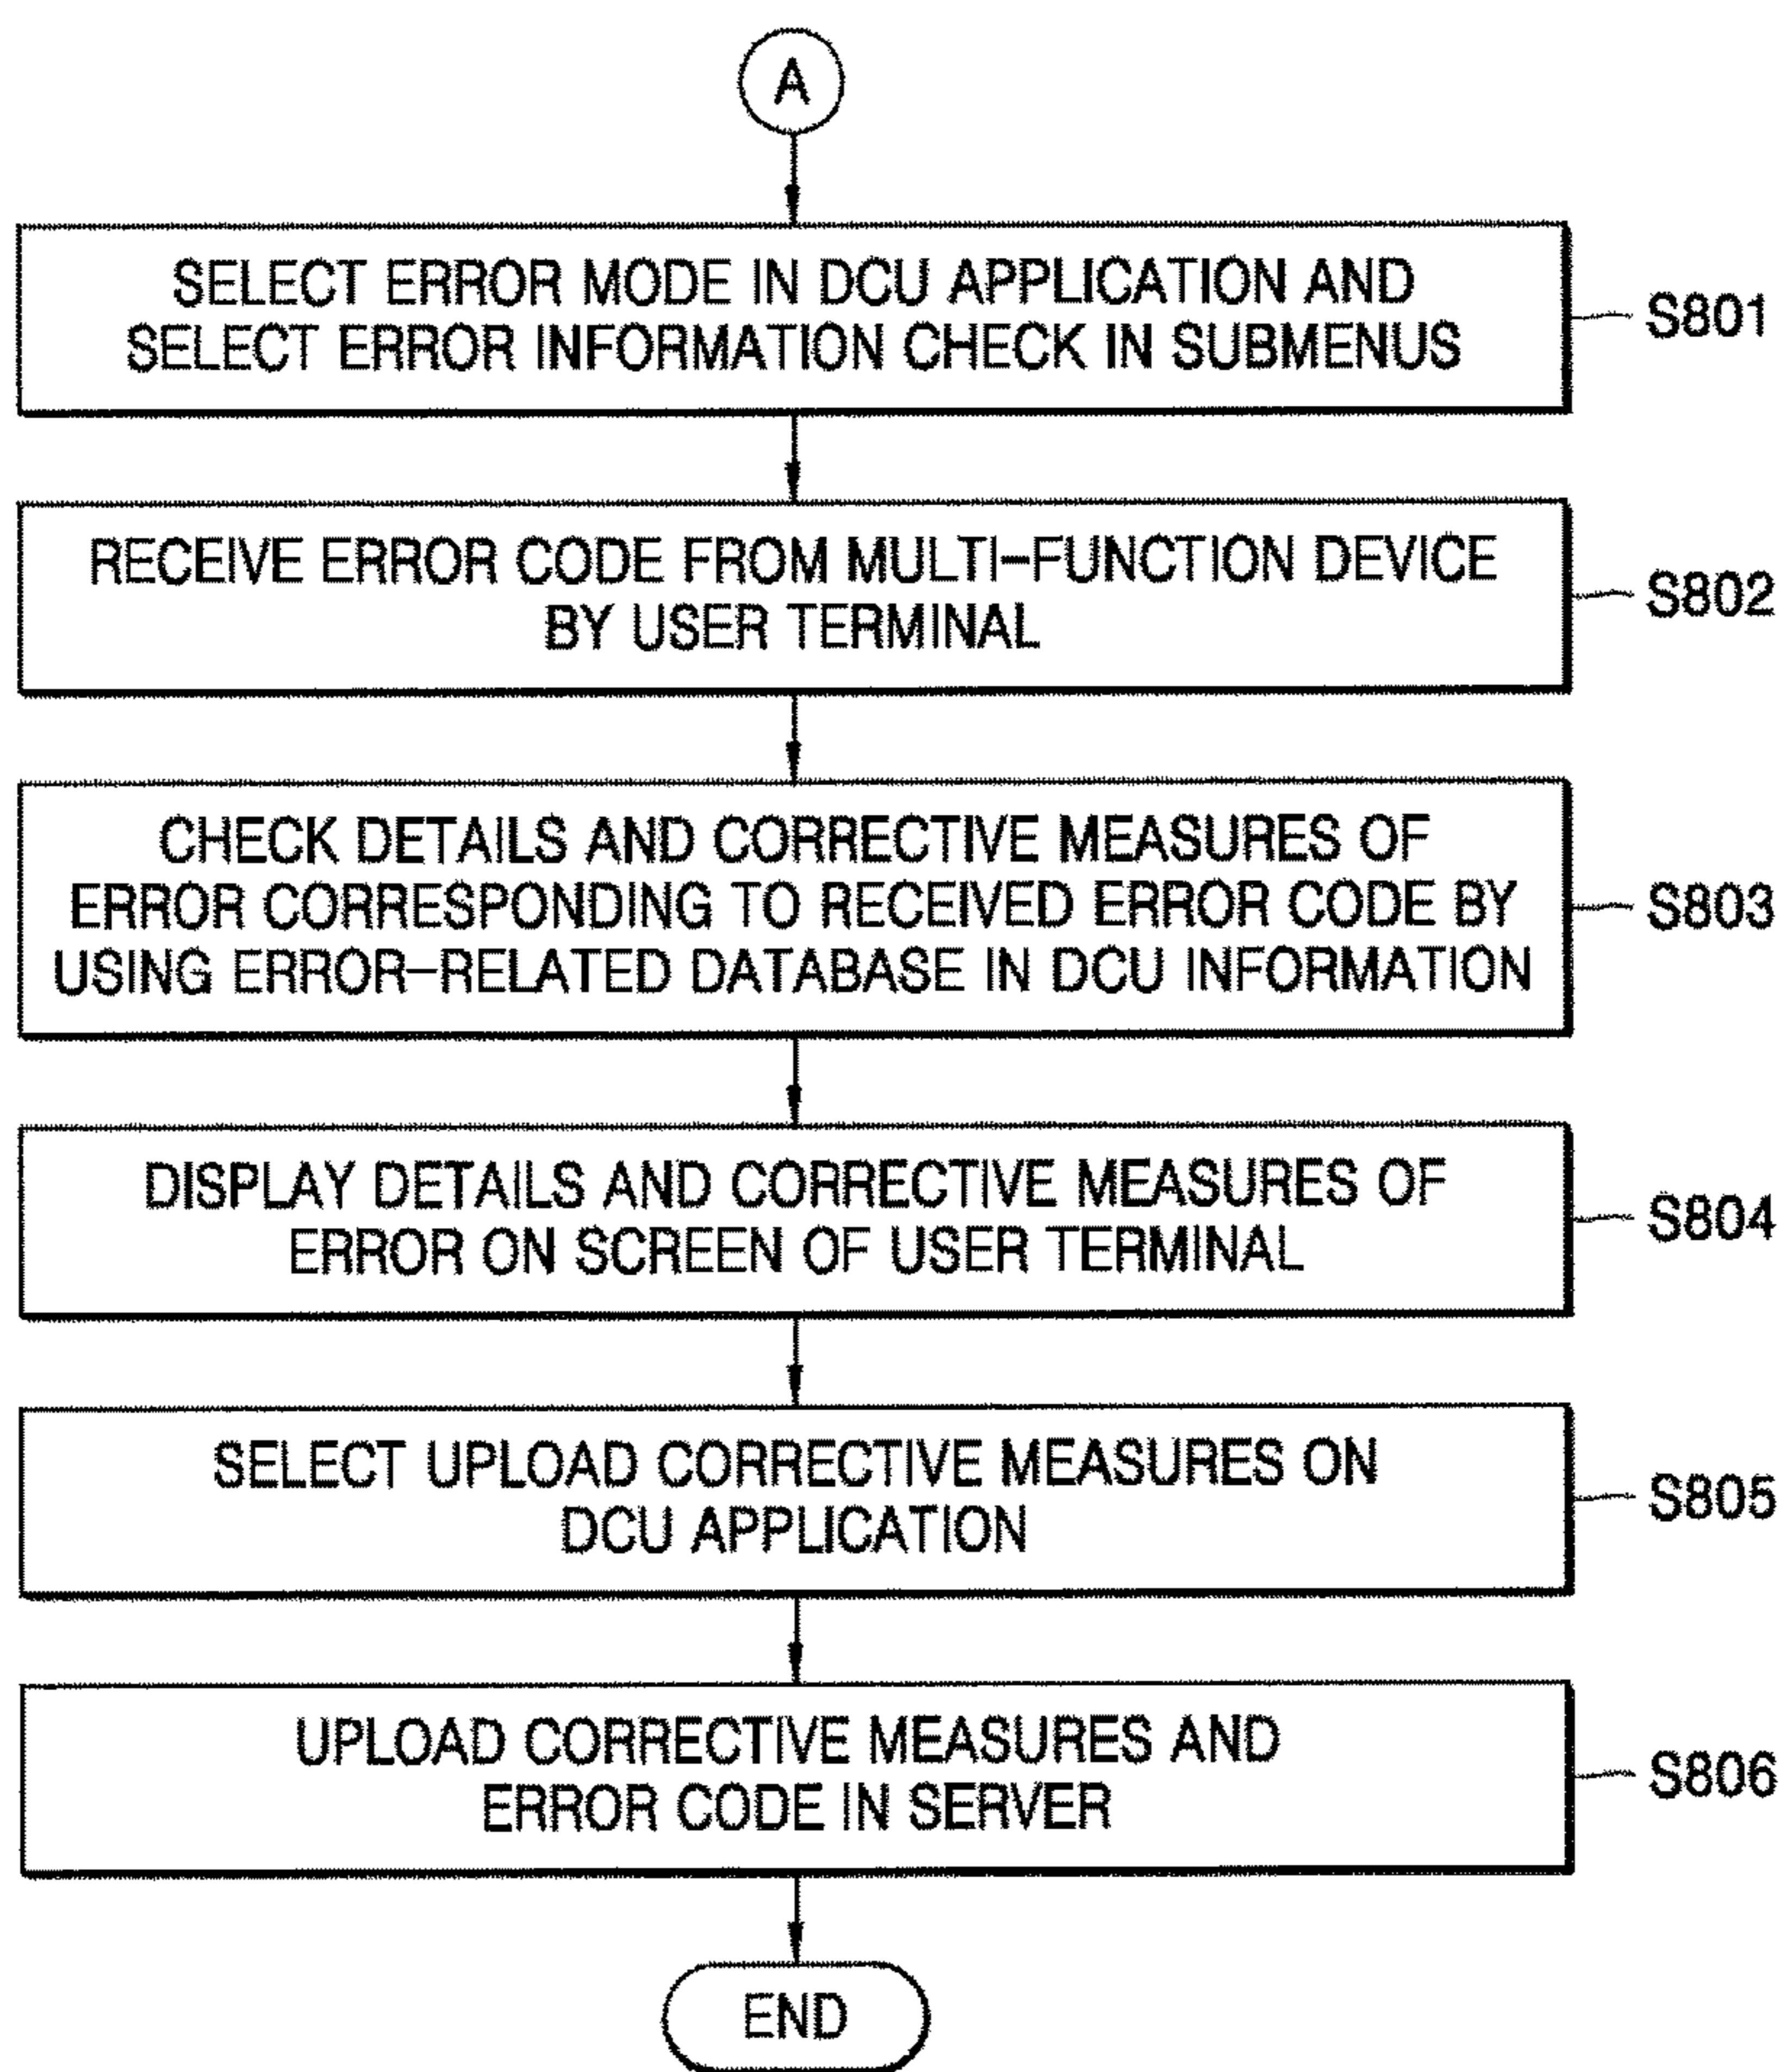 A
SELECT ERROR MODE IN DCU APPLICATION AND
SELECT ERROR INFORMATION CHECK IN SUBMENUS
S801
RECEIVE ERROR CODE FROM MULTI-FUNCTION DEVICE
BY USER TERMINAL
S802
CHECK DETAILS AND CORRECTIVE MEASURES OF
ERROR CORRESPONDING TO RECEIVED ERROR CODE BY
USING ERROR-RELATED DATABASE IN DCU INFORMATION
S803
DISPLAY DETAILS AND CORRECTIVE MEASURES OF
ERROR ON SCREEN OF USER TERMINAL
S804
SELECT UPLOAD CORRECTIVE MEASURES ON
DCU APPLICATION
S805
UPLOAD CORRECTIVE MEASURES AND
ERROR CODE IN SERVER
S806
END